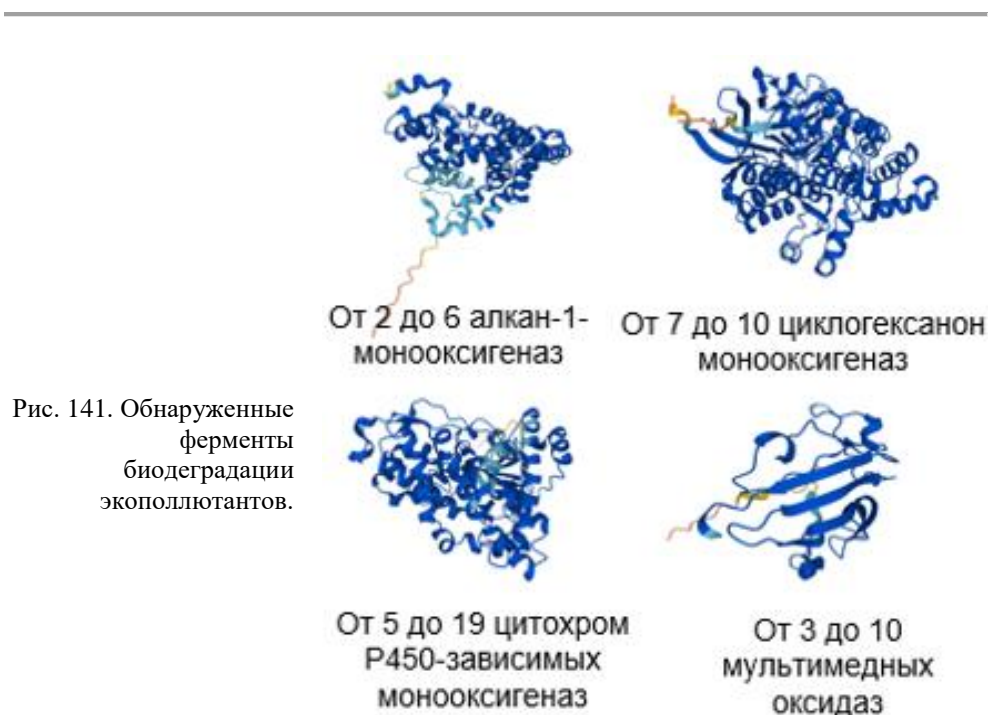 От 2 до 6 алкан-1-
монооксигеназ
От 7 до 10 циклогексанон
монооксигеназ
Рис. 141. Обнаруженные
ферменты
биодеградации
экополлютантов.
От 5 до 19 цитохром
Р450-зависимых
монооксигеназ
От 3 до 10
мультимедных
оксидаз